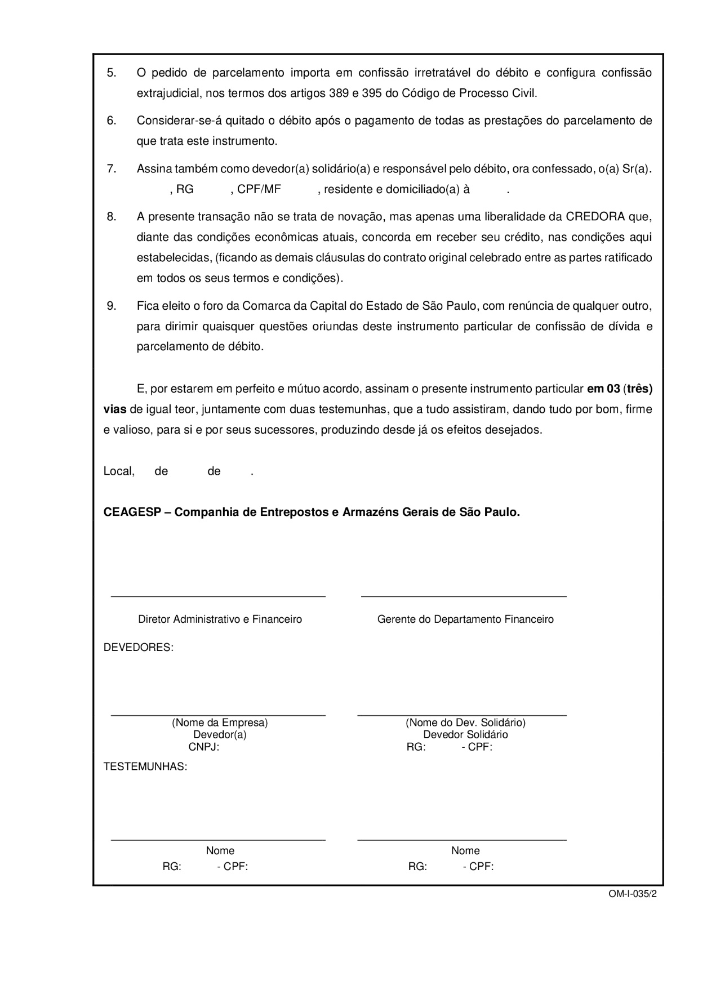 5. O pedido de parcelamento importa em confissão irretratável do débito e configura confissão
extrajudicial, nos termos dos artigos 389 e 395 do Código de Processo Civil.
6. Considerar-se-á quitado o débito após o pagamento de todas as prestações do parcelamento de
que trata este instrumento.
7. Assina também como devedor(a) solidário(a) e responsável pelo débito, ora confessado, o(a) Sr(a).
, RG , CPF/MF , residente e domiciliado(a) à .
8. A presente transação não se trata de novação, mas apenas uma liberalidade da CREDORA que,
diante das condições econômicas atuais, concorda em receber seu crédito, nas condições aqui
estabelecidas, (ficando as demais cláusulas do contrato original celebrado entre as partes ratificado
em todos os seus termos e condições).
9. Fica eleito o foro da Comarca da Capital do Estado de São Paulo, com renúncia de qualquer outro,
para dirimir quaisquer questões oriundas deste instrumento particular de confissão de dívida e
parcelamento de débito.
E, por estarem em perfeito e mútuo acordo, assinam o presente instrumento particular em 03 (três)
vias de igual teor, juntamente com duas testemunhas, que a tudo assistiram, dando tudo por bom, firme
e valioso, para si e por seus sucessores, produzindo desde já os efeitos desejados.
Local, de de .
CEAGESP – Companhia de Entrepostos e Armazéns Gerais de São Paulo.
Diretor Administrativo e Financeiro Gerente do Departamento Financeiro
DEVEDORES:
(Nome da Empresa) (Nome do Dev. Solidário)
Devedor(a) Devedor Solidário
CNPJ: RG: - CPF:
TESTEMUNHAS:
Nome Nome
RG: - CPF: RG: - CPF:
OM-I-035/2